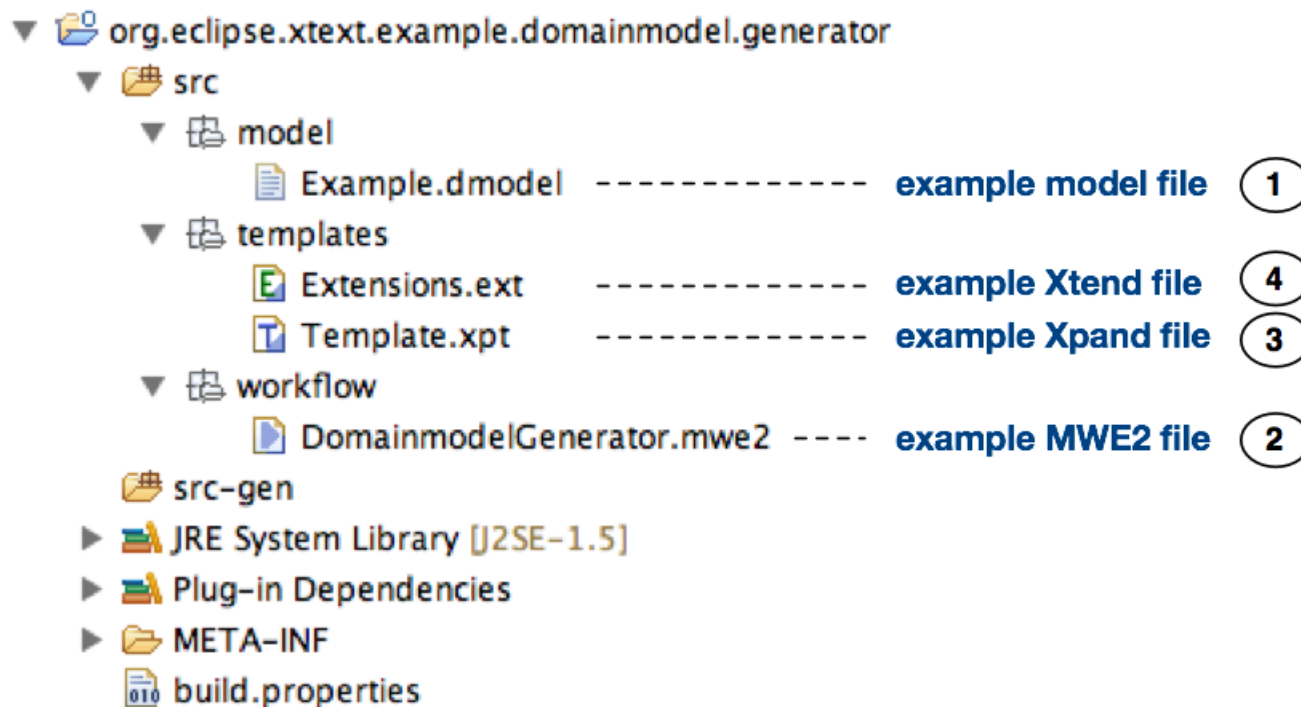 org.eclipse.xtext.example.domainmodel.generator
src
model
Example.dmodel ------------- example model file 1
templates
Extensions.ext ------------- example Xtend file 4
Template.xpt ------------- example Xpand file 3
workflow
DomainmodelGenerator.mwe2 ---- example MWE2 file 2
src-gen
JRE System Library [J2SE-1.5]
Plug-in Dependencies
META-INF
build.properties